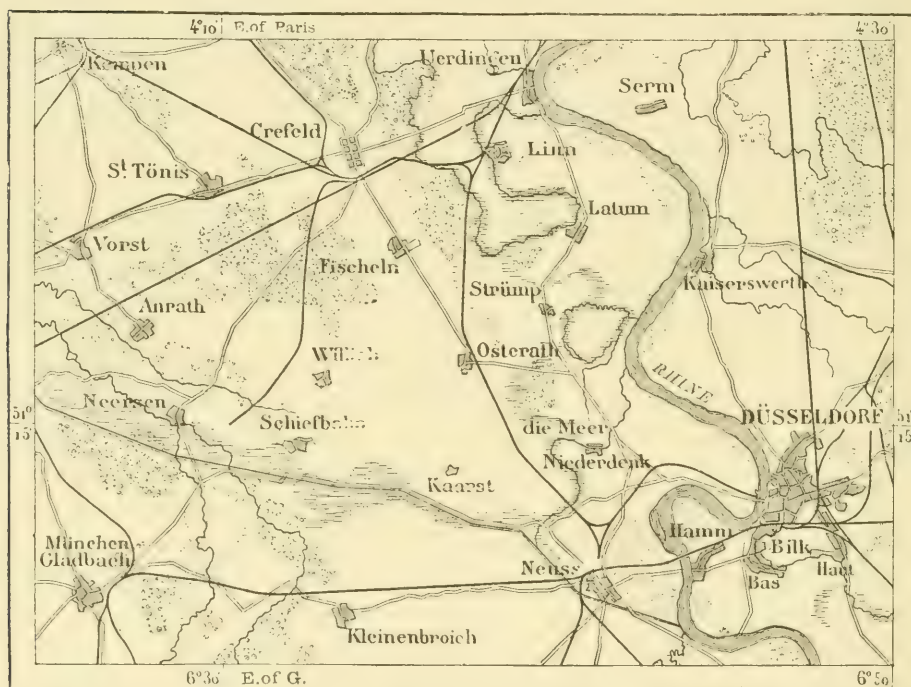 4°10' E.of Paris
4°30'
Kempen
Uerdingen
Serm
Crefeld
Linn
St. Tönis
Latum
Vorst
Fischeln
Kaiserswerth
Strümp
Anrath
Osterath
Willich
RHINE
Neersen
51°
15'
51
15'
DÜSSELDORF
Schiefbahn
die Meer
Niederdenk
Kaarst
Hamm
München
Gladbach
Neuss
Bilk
Bas
Haut
Kleinenbroich
6°30' E.of G.
6°50'